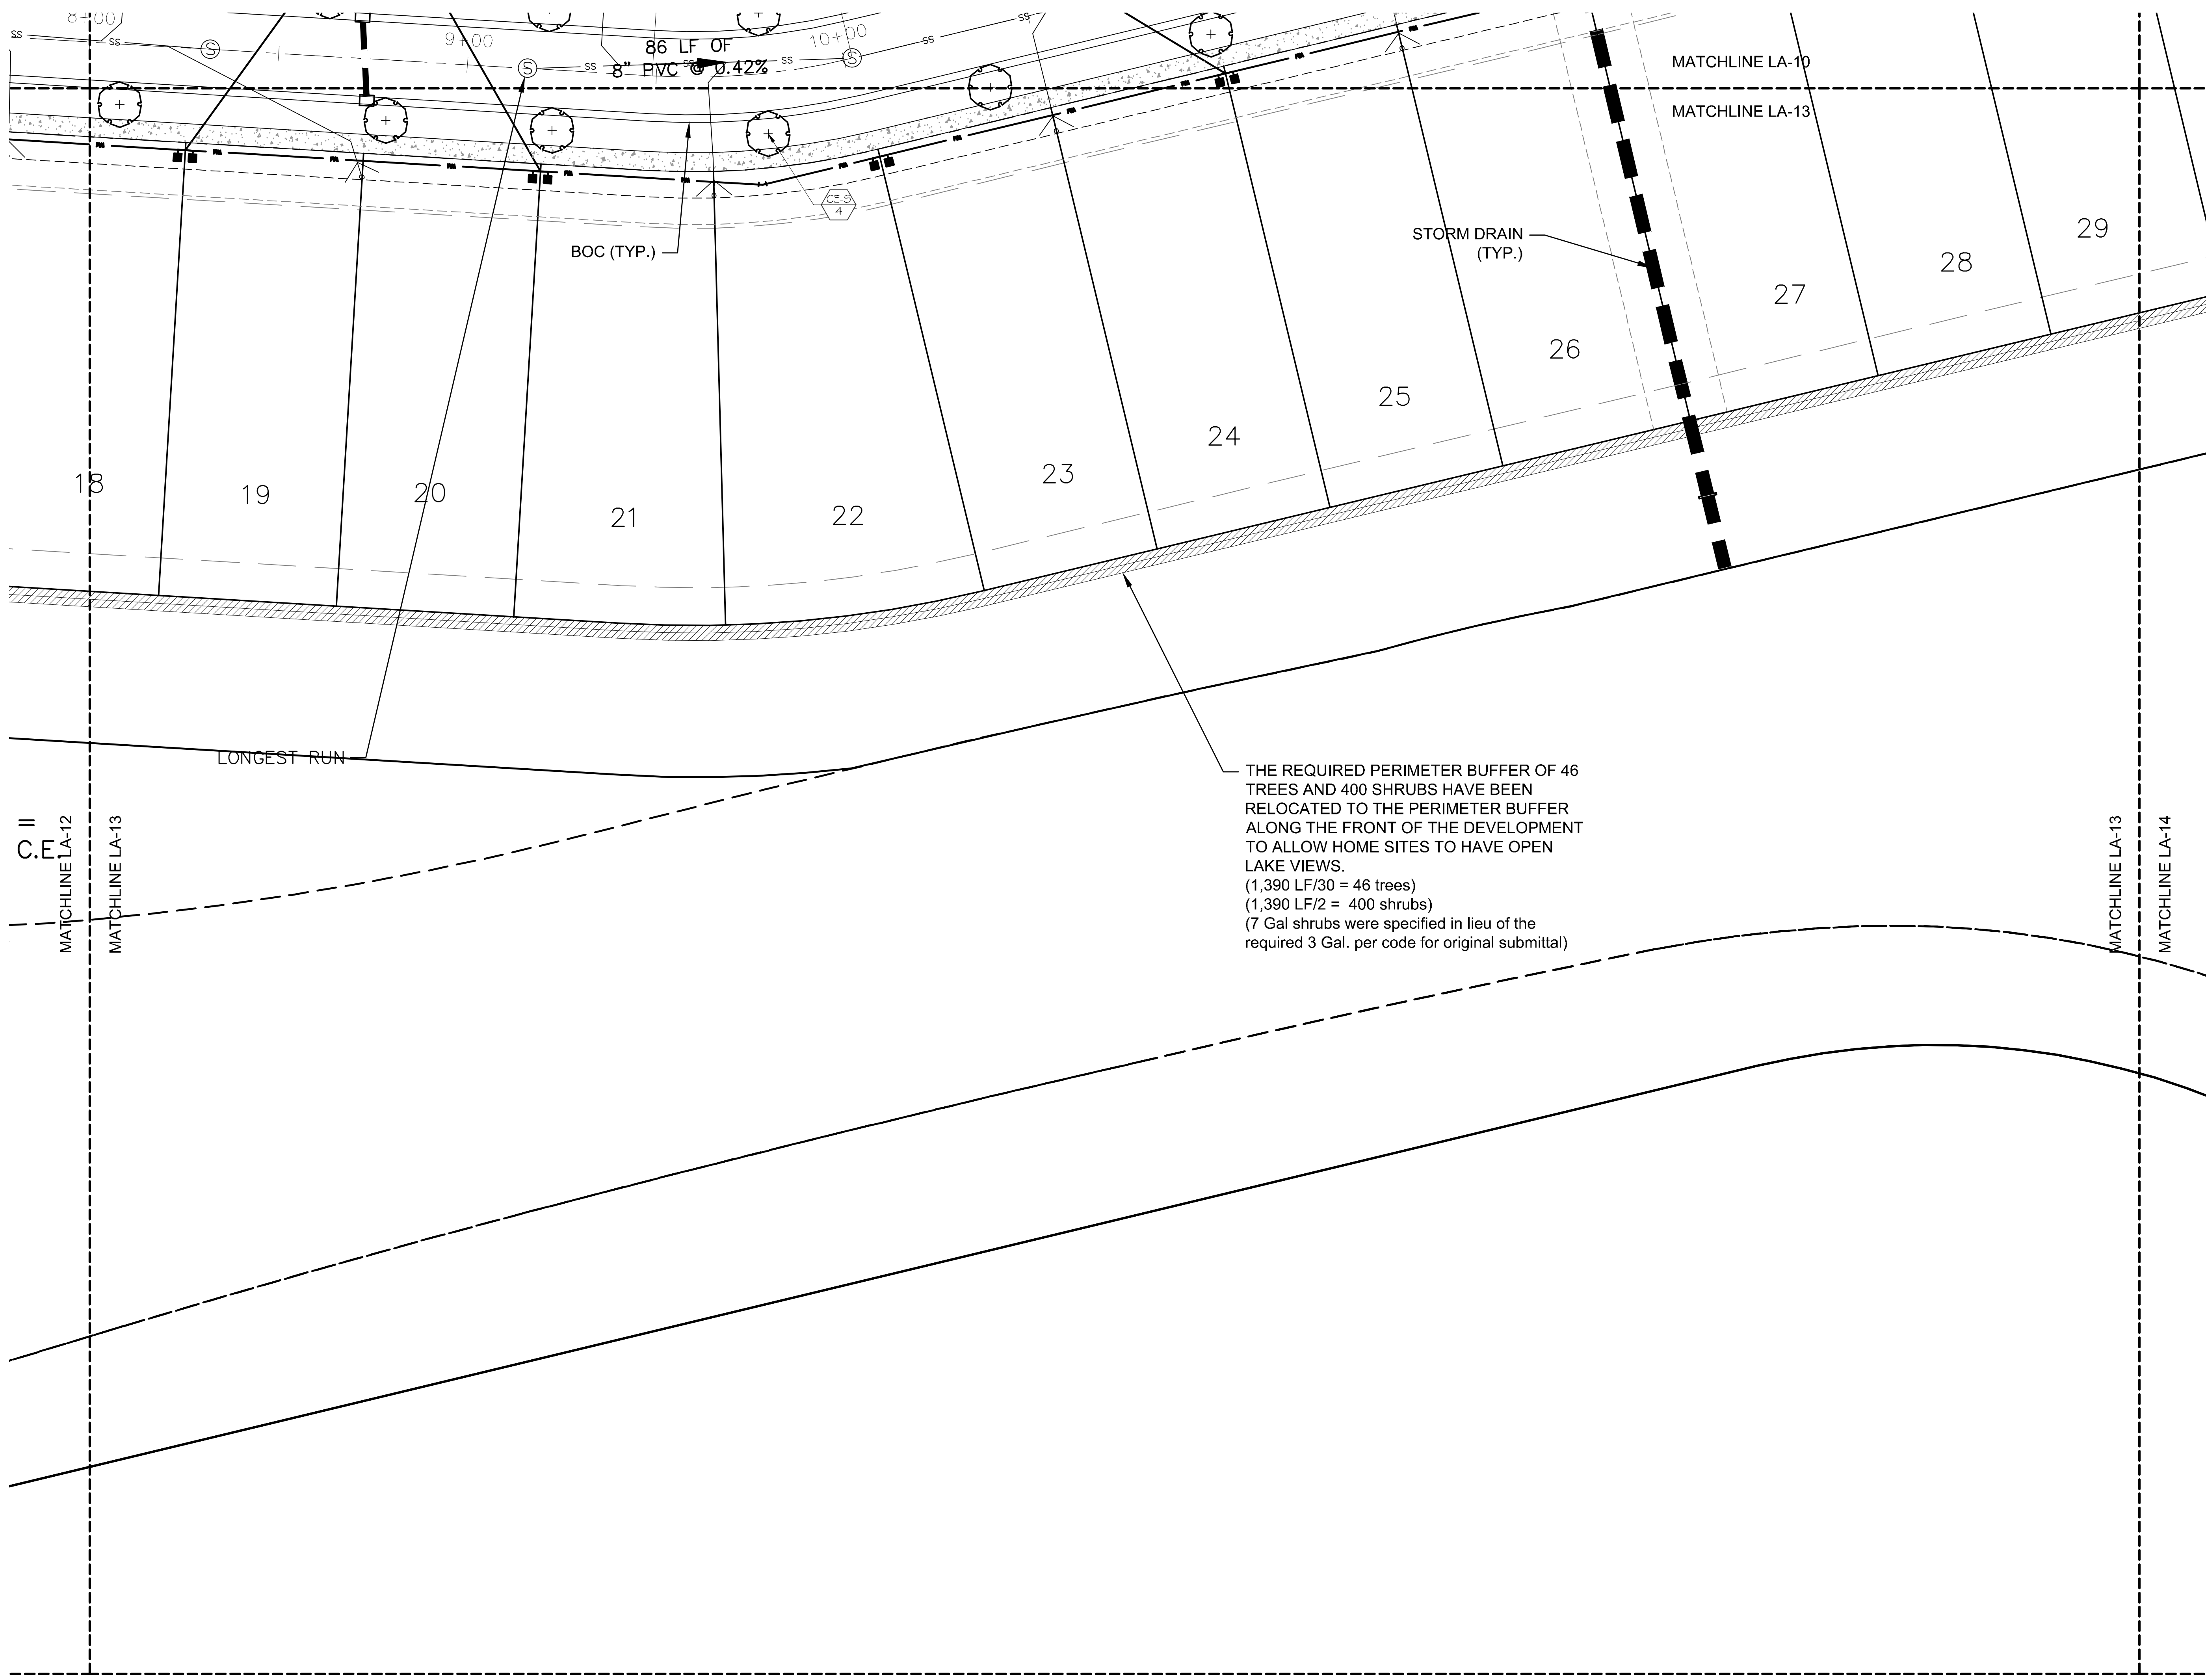 8+00
SS
SS
S
9+00
S
SS
86 LF OF
8" PVC @ 0.42%
SS
SS
10+00
S
SS
SS
MATCHLINE LA-10
MATCHLINE LA-13
CE-S
4
BOC (TYP.)
STORM DRAIN
(TYP.)
18
19
20
21
22
23
24
25
26
27
28
29
LONGEST RUN
THE REQUIRED PERIMETER BUFFER OF 46
TREES AND 400 SHRUBS HAVE BEEN
RELOCATED TO THE PERIMETER BUFFER
ALONG THE FRONT OF THE DEVELOPMENT
TO ALLOW HOME SITES TO HAVE OPEN
LAKE VIEWS.
(1,390 LF/30 = 46 trees)
(1,390 LF/2 = 400 shrubs)
(7 Gal shrubs were specified in lieu of the
required 3 Gal. per code for original submittal)
=
C.E.
MATCHLINE LA-12
MATCHLINE LA-13
MATCHLINE LA-13
MATCHLINE LA-14